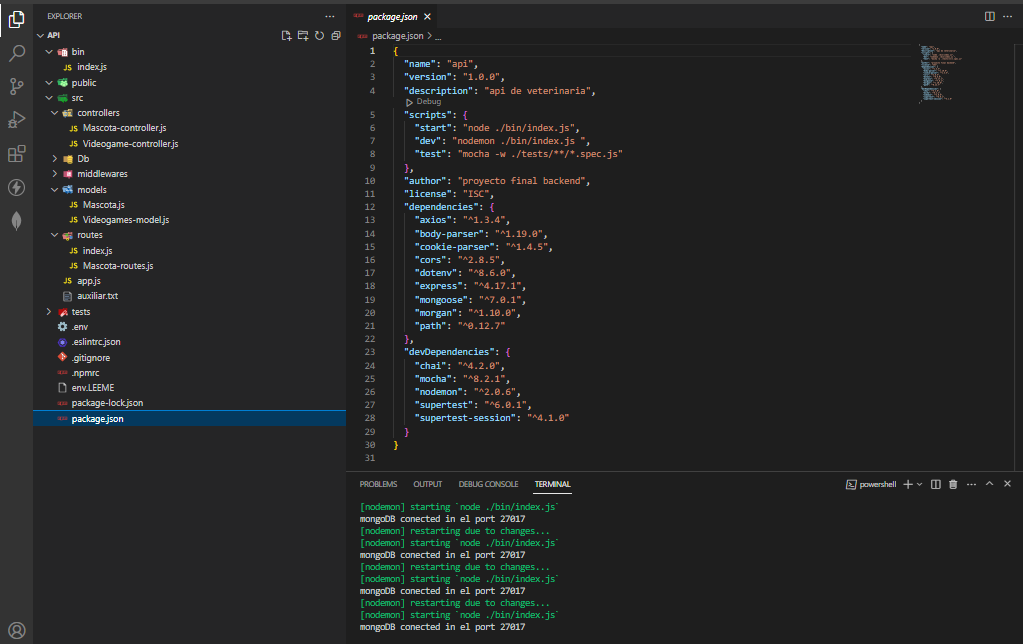 EXPLORER
API
bin
JS index.js
public
src
controllers
JS Mascota-controller.js
JS Videogame-controller.js
Db
middlewares
models
JS Mascota.js
JS Videogames-model.js
routes
JS index.js
JS Mascota-routes.js
JS app.js
auxiliar.txt
tests
.env
.eslintrc.json
.gitignore
.npmrc
env.LEEME
package-lock.json
package.json
package.json
package.json > ...
1 {
2 "name": "api",
3 "version": "1.0.0",
4 "description": "api de veterinaria",
Debug
5 "scripts": {
6 "start": "node ./bin/index.js",
7 "dev": "nodemon ./bin/index.js ",
8 "test": "mocha -w ./tests/**/*.spec.js"
9 },
10 "author": "proyecto final backend",
11 "license": "ISC",
12 "dependencies": {
13 "axios": "^1.3.4",
14 "body-parser": "^1.19.0",
15 "cookie-parser": "^1.4.5",
16 "cors": "^2.8.5",
17 "dotenv": "^8.6.0",
18 "express": "^4.17.1",
19 "mongoose": "^7.0.1",
20 "morgan": "^1.10.0",
21 "path": "^0.12.7"
22 },
23 "devDependencies": {
24 "chai": "^4.2.0",
25 "mocha": "^8.2.1",
26 "nodemon": "^2.0.6",
27 "supertest": "^6.0.1",
28 "supertest-session": "^4.1.0"
29 }
30 }
31
PROBLEMS OUTPUT DEBUG CONSOLE TERMINAL powershell
[nodemon] starting `node ./bin/index.js`
mongoDB conected in el port 27017
[nodemon] restarting due to changes...
[nodemon] starting `node ./bin/index.js`
mongoDB conected in el port 27017
[nodemon] restarting due to changes...
[nodemon] starting `node ./bin/index.js`
mongoDB conected in el port 27017
[nodemon] restarting due to changes...
[nodemon] starting `node ./bin/index.js`
mongoDB conected in el port 27017